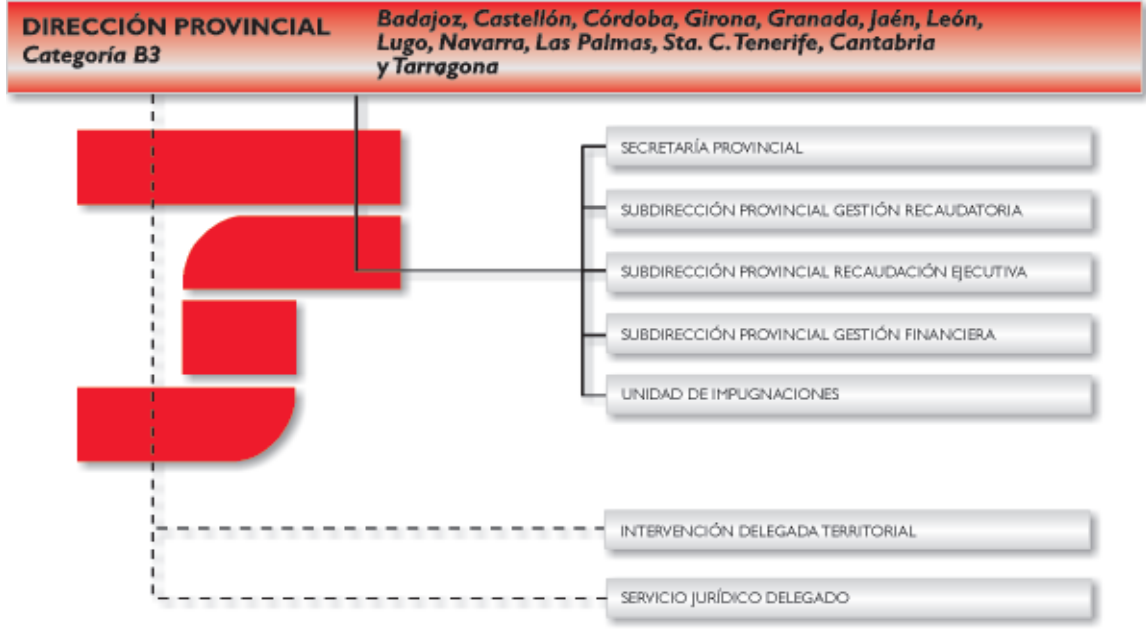 DIRECCIÓN PROVINCIAL
Categoría B3
Badajoz, Castellón, Córdoba, Girona, Granada, Jaén, León,
Lugo, Navarra, Las Palmas, Sta. C. Tenerife, Cantabria
y Tarragona
SECRETARÍA PROVINCIAL
SUBDIRECCIÓN PROVINCIAL GESTIÓN RECAUDATORIA
SUBDIRECCIÓN PROVINCIAL RECAUDACIÓN EJECUTIVA
SUBDIRECCIÓN PROVINCIAL GESTIÓN FINANCIERA
UNIDAD DE IMPUGNACIONES
INTERVENCIÓN DELEGADA TERRITORIAL
SERVICIO JURÍDICO DELEGADO